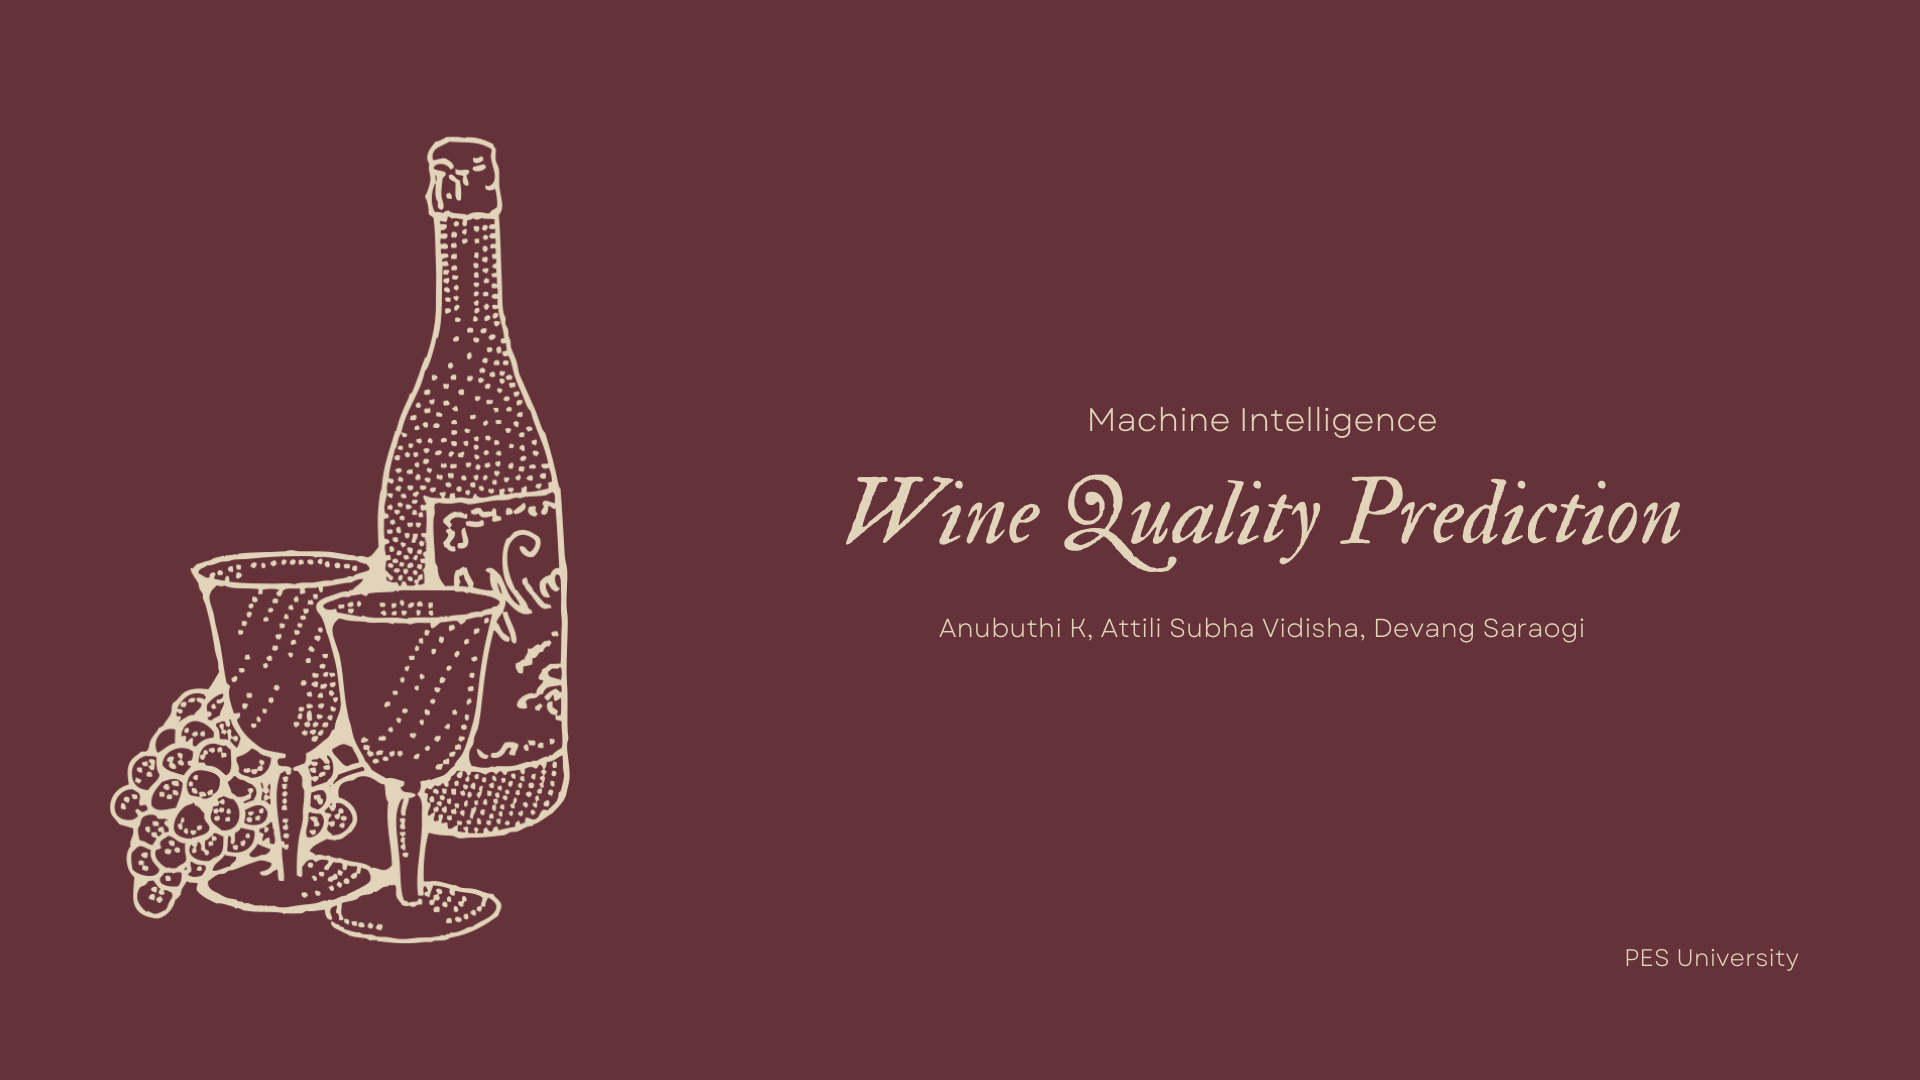 Machine Intelligence
Wine Quality Prediction
Anubuthi K, Attili Subha Vidisha, Devang Saraogi
PES University